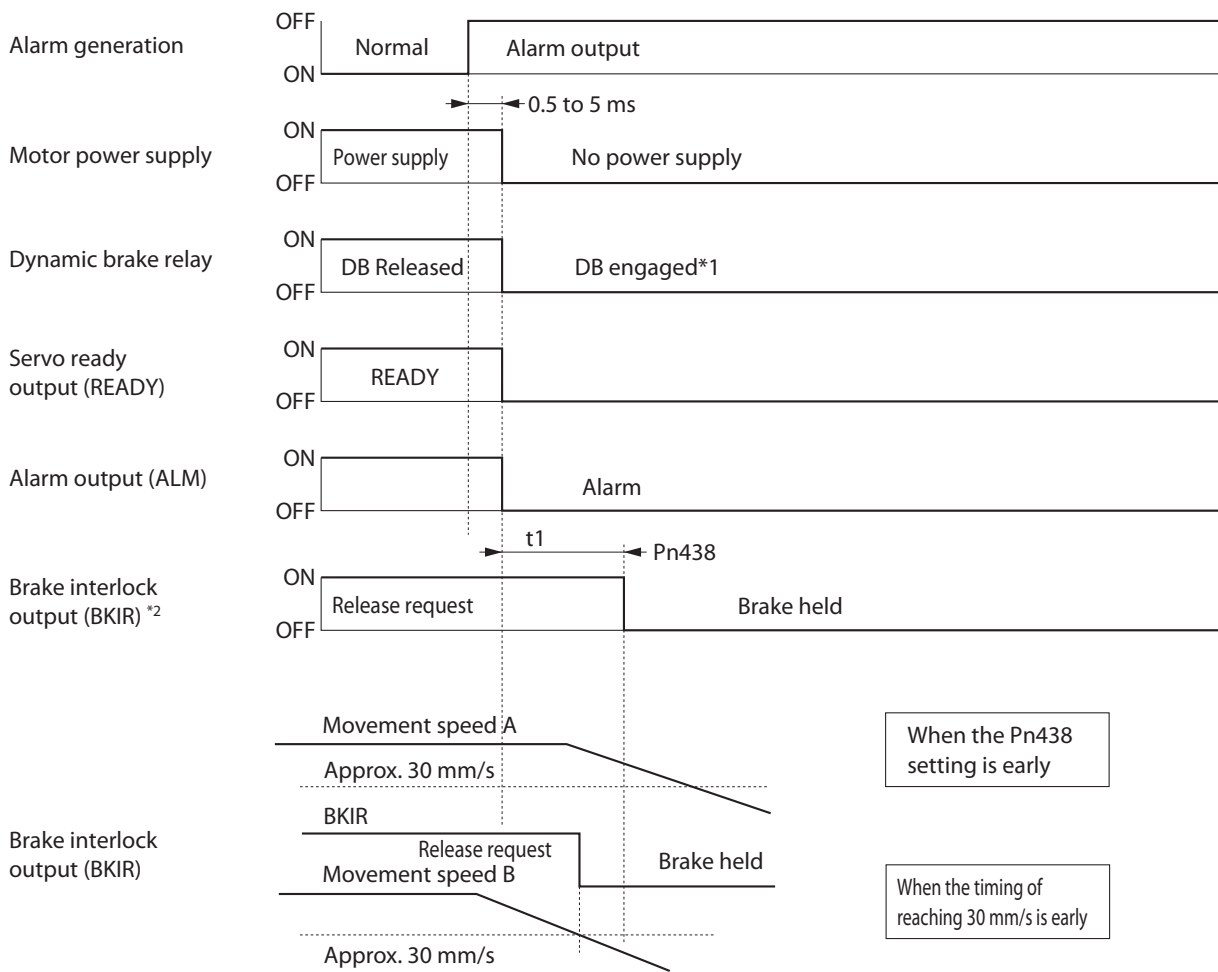 Alarm generation
OFF
ON
Normal
Alarm output
0.5 to 5 ms
Motor power supply
ON
OFF
Power supply
No power supply
Dynamic brake relay
ON
OFF
DB Released
DB engaged*1
Servo ready
output (READY)
ON
OFF
READY
Alarm output (ALM)
ON
OFF
Alarm
t1
Pn438
Brake interlock
output (BKIR) *2
ON
OFF
Release request
Brake held
Movement speed A
Approx. 30 mm/s
When the Pn438
setting is early
Brake interlock
output (BKIR)
BKIR
Release request
Brake held
Movement speed B
Approx. 30 mm/s
When the timing of
reaching 30 mm/s is early